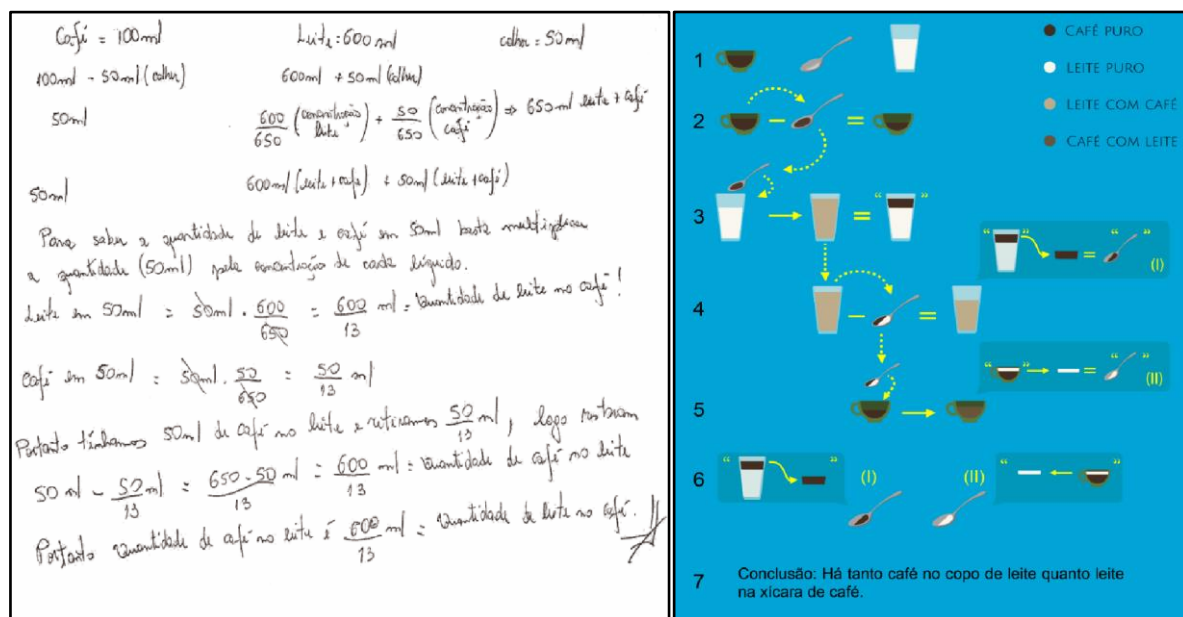 Café = 100ml Leite = 600ml colher = 50ml
100ml - 50ml (colher) 600ml + 50ml (colher)
50ml 600/650 (concentração leite) + 50/650 (concentração café) ⇒ 650ml leite + café
50ml 600ml (leite + café) + 50ml (leite + café)
Para saber a quantidade de leite e café em 50ml basta multiplicar
a quantidade (50ml) pela concentração de cada líquido.
Leite em 50ml = 50ml . 600/650 = 600/13 ml = quantidade de leite no café!
Café em 50ml = 50ml . 50/650 = 50/13 ml
Portanto tínhamos 50ml de café no leite e retiramos 50/13 ml, logo restaram
50ml - 50/13 ml = 650-50/13 ml = 600/13 ml = quantidade de café no leite
Portanto quantidade de café no leite é 600/13 ml = quantidade de leite no café.
CAFÉ PURO
LEITE PURO
LEITE COM CAFÉ
CAFÉ COM LEITE
1
2
- =
3
= “ ”
“ ” = “ ”
(I)
4
- =
“ ” = “ ”
(II)
5
6
“ ” (I) (II) “ ”
7 Conclusão: Há tanto café no copo de leite quanto leite
na xícara de café.